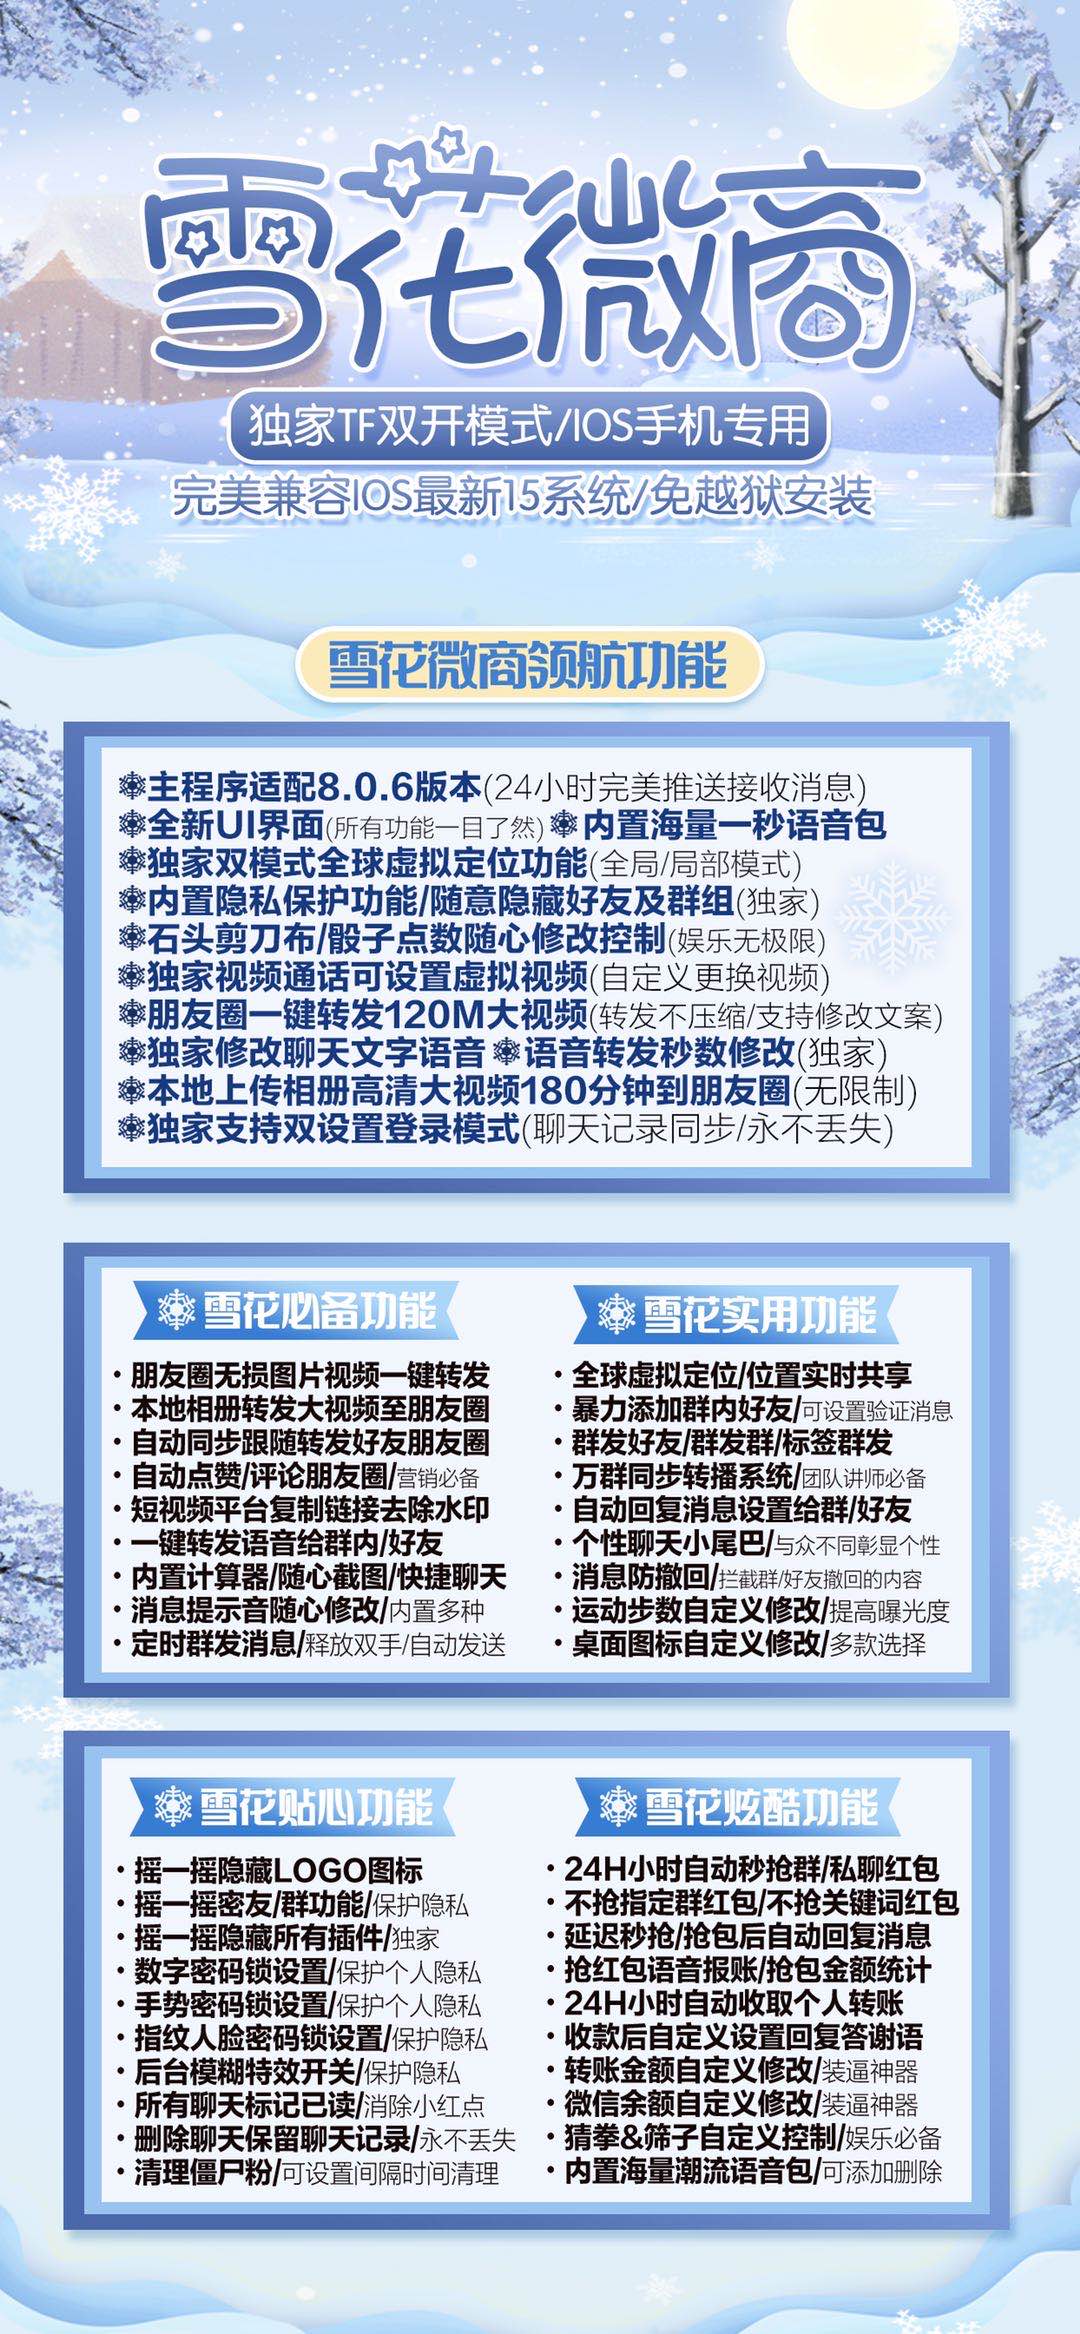 雪花微商
独家TF双开模式/IOS手机专用
完美兼容IOS最新15系统/免越狱安装
雪花微商领航功能
主程序适配8.0.6版本(24小时完美推送接收消息)
全新UI界面(所有功能一目了然) 内置海量一秒语音包
独家双模式全球虚拟定位功能(全局/局部模式)
内置隐私保护功能/随意隐藏好友及群组(独家)
石头剪刀布/骰子点数随心修改控制(娱乐无极限)
独家视频通话可设置虚拟视频(自定义更换视频)
朋友圈一键转发120M大视频(转发不压缩/支持修改文案)
独家修改聊天文字语音 语音转发秒数修改(独家)
本地上传相册高清大视频180分钟到朋友圈(无限制)
独家支持双设置登录模式(聊天记录同步/永不丢失)
雪花必备功能
·朋友圈无损图片视频一键转发
·本地相册转发大视频至朋友圈
·自动同步跟随转发好友朋友圈
·自动点赞/评论朋友圈/营销必备
·短视频平台复制链接去除水印
·一键转发语音给群内/好友
·内置计算器/随心截图/快捷聊天
·消息提示音随心修改/内置多种
·定时群发消息/释放双手/自动发送
雪花实用功能
·全球虚拟定位/位置实时共享
·暴力添加群内好友/可设置验证消息
·群发好友/群发群/标签群发
·万群同步转播系统/团队讲师必备
·自动回复消息设置给群/好友
·个性聊天小尾巴/与众不同彰显个性
·消息防撤回/拦截群/好友撤回的内容
·运动步数自定义修改/提高曝光度
·桌面图标自定义修改/多款选择
雪花贴心功能
·摇一摇隐藏LOGO图标
·摇一摇密友/群功能/保护隐私
·摇一摇隐藏所有插件/独家
·数字密码锁设置/保护个人隐私
·手势密码锁设置/保护个人隐私
·指纹人脸密码锁设置/保护隐私
·后台模糊特效开关/保护隐私
·所有聊天标记已读/消除小红点
·删除聊天保留聊天记录/永不丢失
·清理僵尸粉/可设置间隔时间清理
雪花炫酷功能
·24H小时自动秒抢群/私聊红包
·不抢指定群红包/不抢关键词红包
·延迟秒抢/抢包后自动回复消息
·抢红包语音报账/抢包金额统计
·24H小时自动收取个人转账
·收款后自定义设置回复答谢语
·转账金额自定义修改/装逼神器
·微信余额自定义修改/装逼神器
·猜拳&筛子自定义控制/娱乐必备
·内置海量潮流语音包/可添加删除